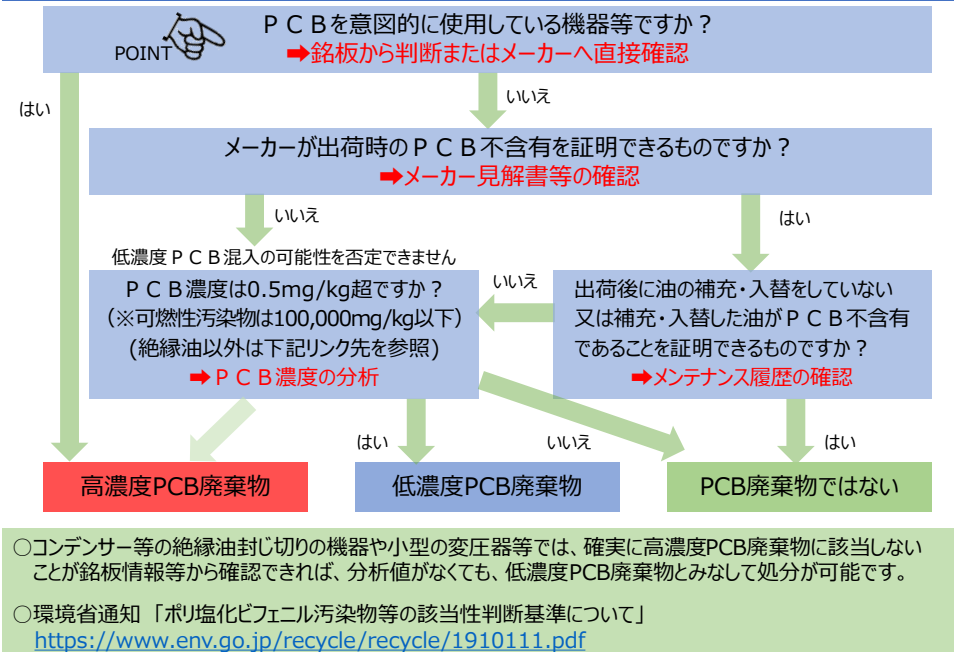 PCBを意図的に使用している機器等ですか？
POINT
➡銘板から判断またはメーカーへ直接確認
はい
いいえ
メーカーが出荷時のPCB不含有を証明できるものですか？
➡メーカー見解書等の確認
いいえ
はい
低濃度PCB混入の可能性を否定できません
PCB濃度は0.5mg/kg超ですか？
（※可燃性汚染物は100,000mg/kg以下）
(絶縁油以外は下記リンク先を参照)
➡PCB濃度の分析
いいえ
出荷後に油の補充・入替をしていない
又は補充・入替した油がPCB不含有
であることを証明できるものですか？
➡メンテナンス履歴の確認
はい
いいえ
はい
高濃度PCB廃棄物
低濃度PCB廃棄物
PCB廃棄物ではない
○コンデンサー等の絶縁油封じ切りの機器や小型の変圧器等では、確実に高濃度PCB廃棄物に該当しない
ことが銘板情報等から確認できれば、分析値がなくても、低濃度PCB廃棄物とみなして処分が可能です。
○環境省通知「ポリ塩化ビフェニル汚染物等の該当性判断基準について」
https://www.env.go.jp/recycle/recycle/1910111.pdf